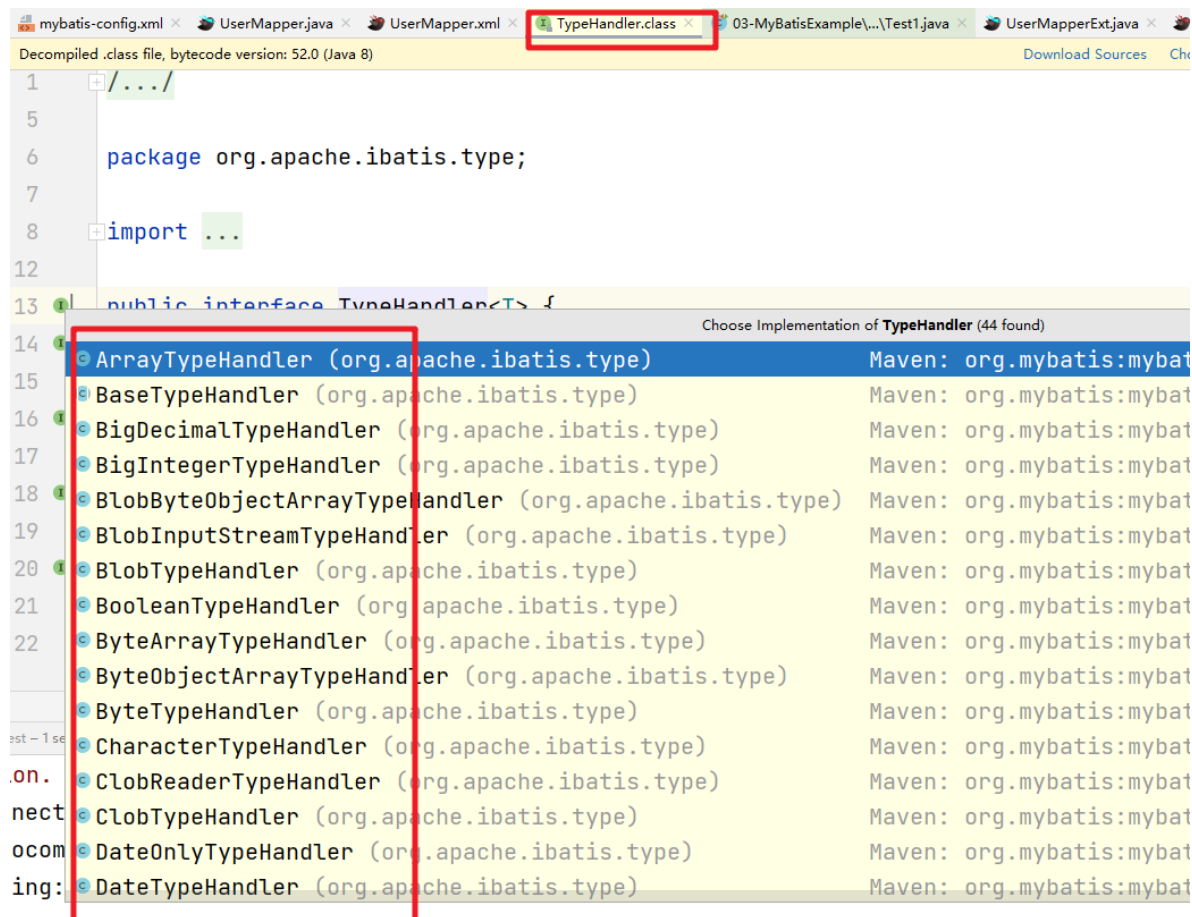 mybatis-config.xml UserMapper.java UserMapper.xml TypeHandler.class 03-MyBatisExample\...\Test1.java UserMapperExt.java
Decompiled .class file, bytecode version: 52.0 (Java 8) Download Sources
1 /.../
5
6 package org.apache.ibatis.type;
7
8 import ...
12
13 public interface TypeHandler<T> {
Choose Implementation of TypeHandler (44 found)
14
ArrayTypeHandler (org.apache.ibatis.type) Maven: org.mybatis:mybat
15
BaseTypeHandler (org.apache.ibatis.type) Maven: org.mybatis:mybat
16
BigDecimalTypeHandler (org.apache.ibatis.type) Maven: org.mybatis:mybat
17
BigIntegerTypeHandler (org.apache.ibatis.type) Maven: org.mybatis:mybat
18
BlobByteObjectArrayTypeHandler (org.apache.ibatis.type) Maven: org.mybatis:mybat
19
BlobInputStreamTypeHandler (org.apache.ibatis.type) Maven: org.mybatis:mybat
20
BlobTypeHandler (org.apache.ibatis.type) Maven: org.mybatis:mybat
21
BooleanTypeHandler (org.apache.ibatis.type) Maven: org.mybatis:mybat
22
ByteArrayTypeHandler (org.apache.ibatis.type) Maven: org.mybatis:mybat
ByteObjectArrayTypeHandler (org.apache.ibatis.type) Maven: org.mybatis:mybat
ByteTypeHandler (org.apache.ibatis.type) Maven: org.mybatis:mybat
est – 1 se
CharacterTypeHandler (org.apache.ibatis.type) Maven: org.mybatis:mybat
on.
ClobReaderTypeHandler (org.apache.ibatis.type) Maven: org.mybatis:mybat
nect
ClobTypeHandler (org.apache.ibatis.type) Maven: org.mybatis:mybat
ocom
DateOnlyTypeHandler (org.apache.ibatis.type) Maven: org.mybatis:mybat
ing:
DateTypeHandler (org.apache.ibatis.type) Maven: org.mybatis:mybat